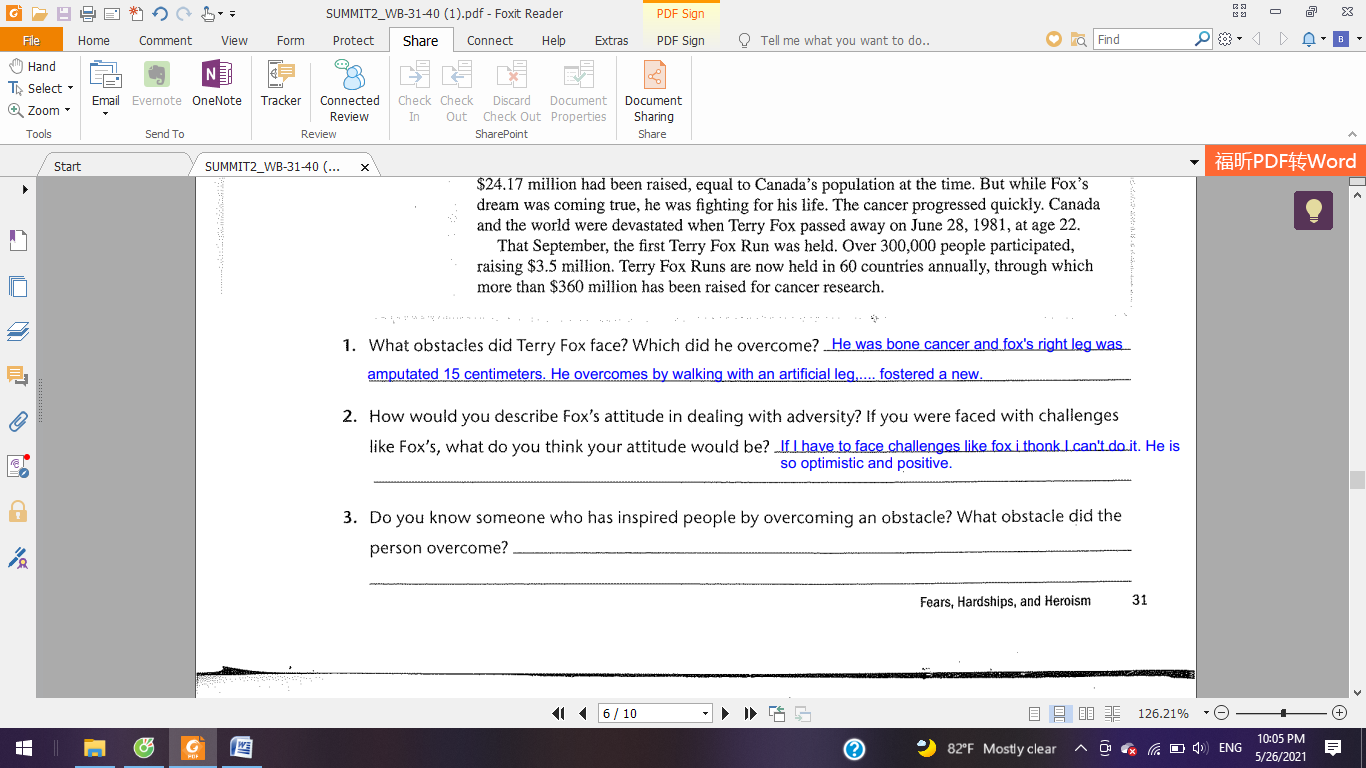 SUMMIT2_WB-31-40 (1).pdf - Foxit Reader
PDF Sign
File
Home
Comment
View
Form
Protect
Share
Connect
Help
Extras
PDF Sign
Tell me what you want to do..
Find
B
Hand
Select
Zoom
Tools
Email
Evernote
OneNote
Send To
Tracker
Connected
Review
Review
Check
In
Check
Out
Discard
Check Out
Document
Properties
SharePoint
Document
Sharing
Share
Start
SUMMIT2_WB-31-40 (...
福昕PDF转Word
$24.17 million had been raised, equal to Canada's population at the time. But while Fox's
dream was coming true, he was fighting for his life. The cancer progressed quickly. Canada
and the world were devastated when Terry Fox passed away on June 28, 1981, at age 22.
That September, the first Terry Fox Run was held. Over 300,000 people participated,
raising $3.5 million. Terry Fox Runs are now held in 60 countries annually, through which
more than $360 million has been raised for cancer research.
1. What obstacles did Terry Fox face? Which did he overcome? He was bone cancer and fox's right leg was
amputated 15 centimeters. He overcomes by walking with an artificial leg,.... fostered a new.
2. How would you describe Fox's attitude in dealing with adversity? If you were faced with challenges
like Fox's, what do you think your attitude would be? If I have to face challenges like fox i thonk I can't do it. He is
so optimistic and positive.
3. Do you know someone who has inspired people by overcoming an obstacle? What obstacle did the
person overcome?
Fears, Hardships, and Heroism 31
6 / 10
126.21%
82°F Mostly clear
ENG
10:05 PM
5/26/2021